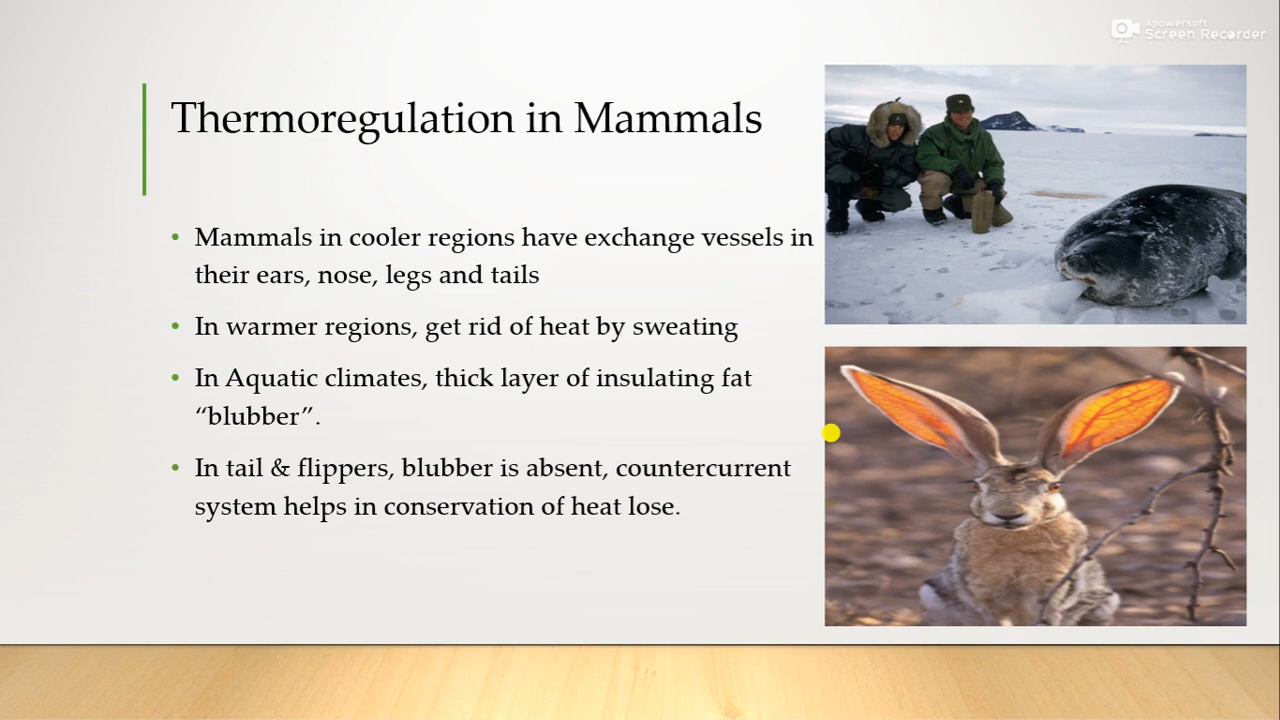 Apowersoft
Screen Recorder
Thermoregulation in Mammals
• Mammals in cooler regions have exchange vessels in
their ears, nose, legs and tails
• In warmer regions, get rid of heat by sweating
• In Aquatic climates, thick layer of insulating fat
“blubber”.
• In tail & flippers, blubber is absent, countercurrent
system helps in conservation of heat lose.